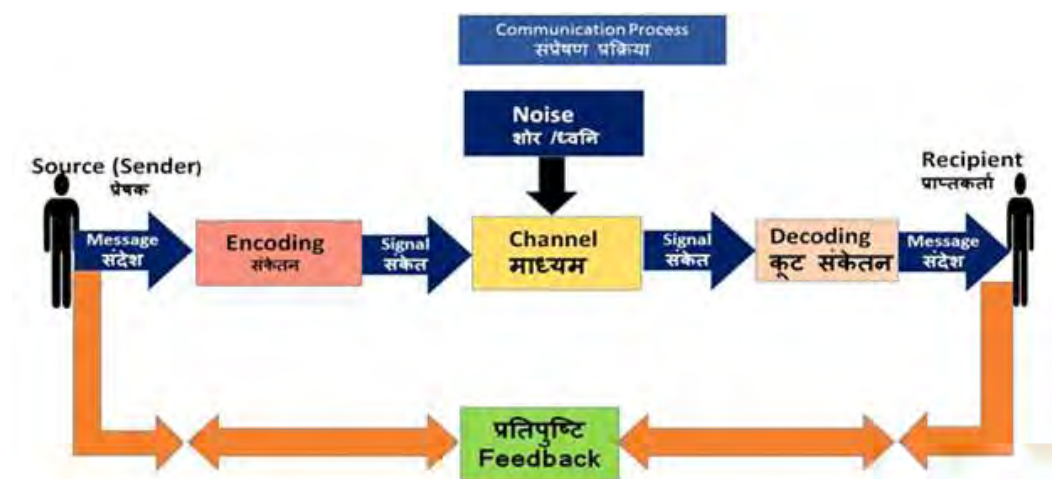 Communication Process
संप्रेषण प्रक्रिया
Noise
शोर /ध्वनि
Source (Sender)
प्रेषक
Recipient
प्राप्तकर्ता
Message
संदेश
Encoding
संकेतन
Signal
संकेत
Channel
माध्यम
Signal
संकेत
Decoding
कूट संकेतन
Message
संदेश
प्रतिपुष्टि
Feedback